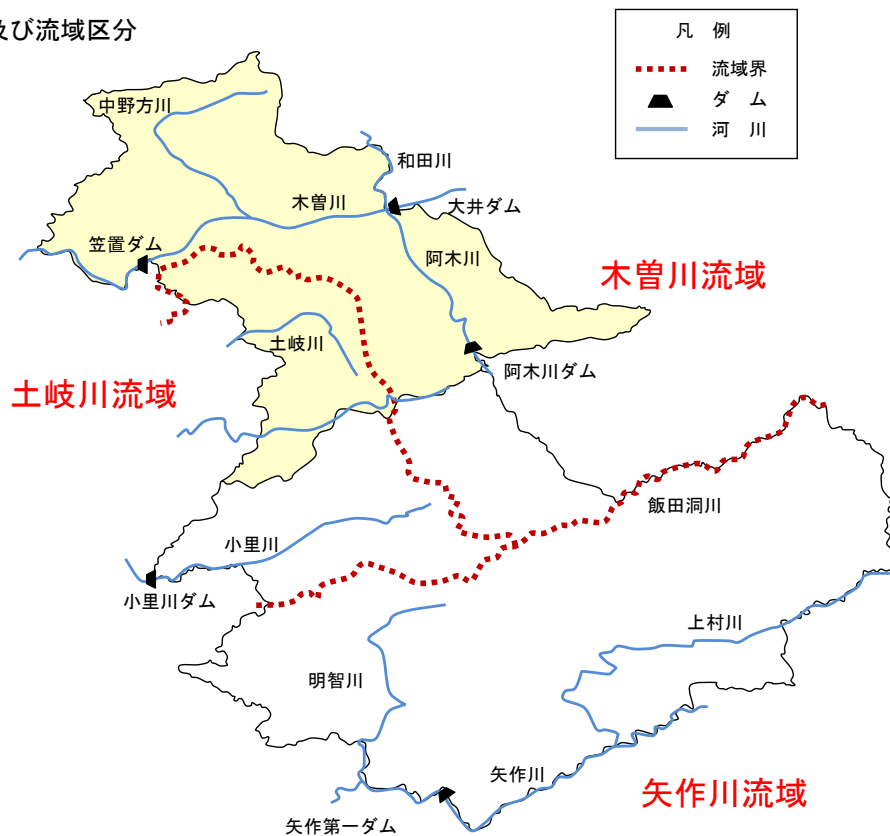 及び流域区分
凡 例
流域界
ダ ム
河 川
中野方川
和田川
木曽川
大井ダム
笠置ダム
阿木川
木曽川流域
土岐川
阿木川ダム
土岐川流域
飯田洞川
小里川
小里川ダム
上村川
明智川
矢作川
矢作川流域
矢作第一ダム